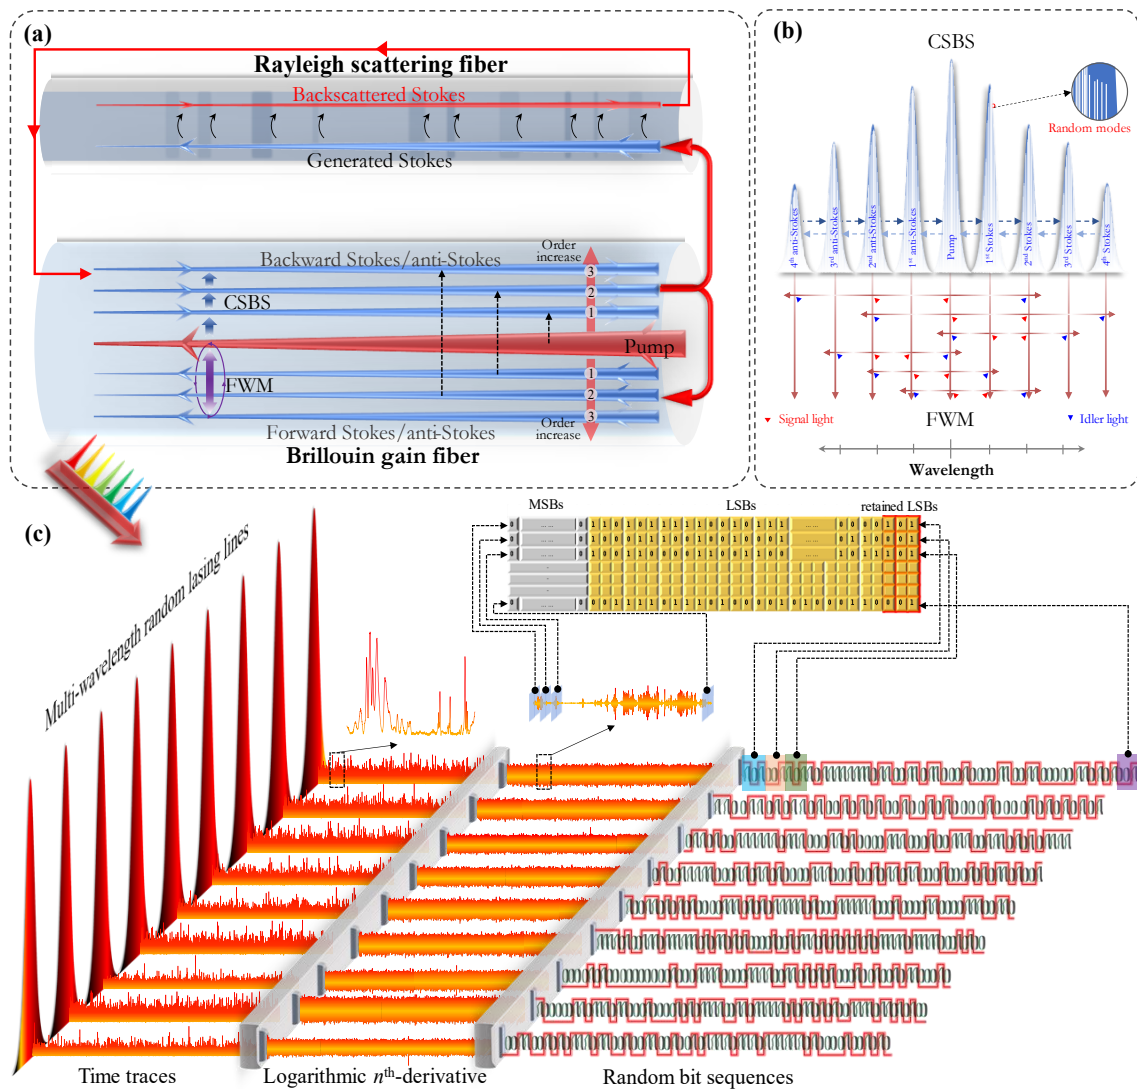 (a)
Rayleigh scattering fiber
Backscattered Stokes
Generated Stokes
Backward Stokes/anti-Stokes
Order increase
3
2
1
CSBS
Pump
FWM
1
2
3
Forward Stokes/anti-Stokes
Order increase
Brillouin gain fiber
(b)
CSBS
Random modes
4th anti-Stokes
3rd anti-Stokes
2nd anti-Stokes
1st anti-Stokes
Pump
1st Stokes
2nd Stokes
3rd Stokes
4th Stokes
Signal light
FWM
Idler light
Wavelength
(c)
MSBs
LSBs
retained LSBs
Multi-wavelength random lasing lines
Time traces
Logarithmic nth-derivative
Random bit sequences